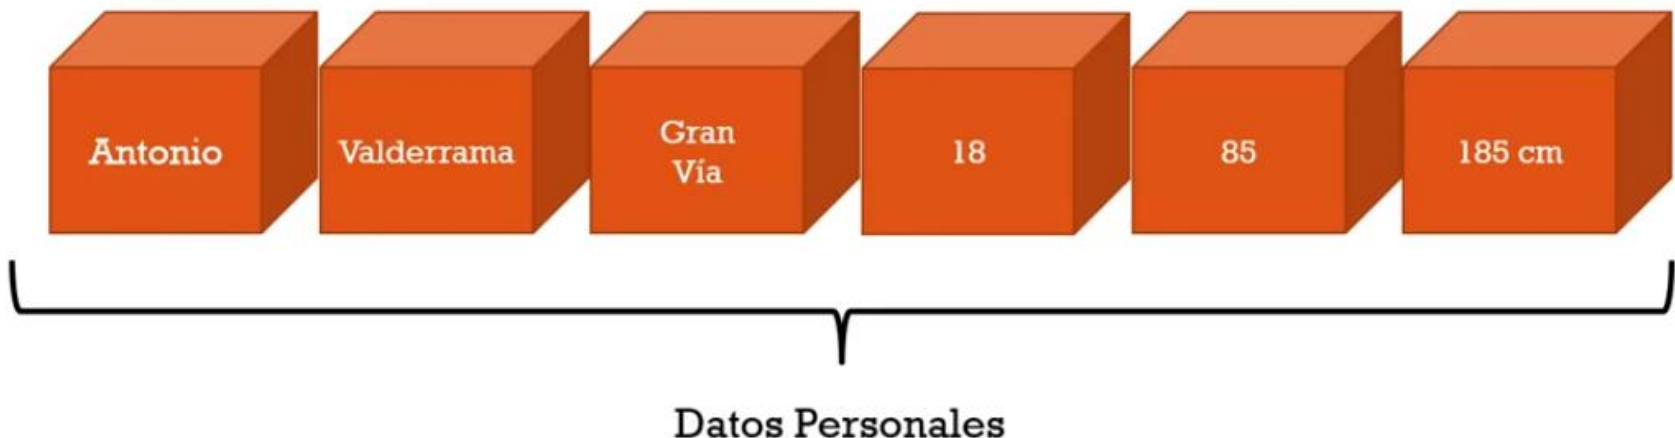 Antonio
Valderrama
Gran
Vía
18
85
185 cm
Datos Personales